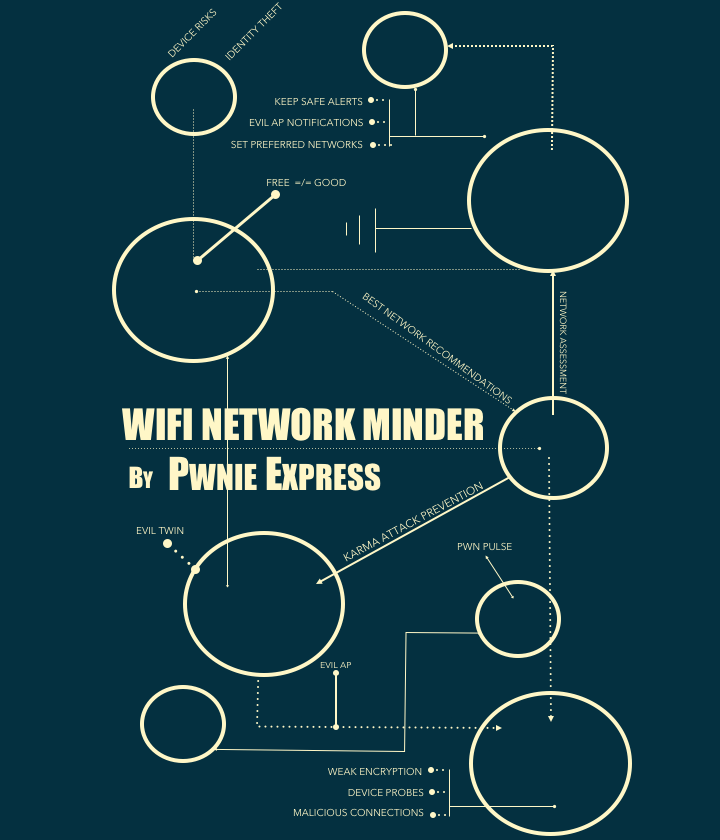 DEVICE RISKS
IDENTITY THEFT
KEEP SAFE ALERTS
EVIL AP NOTIFICATIONS
SET PREFERRED NETWORKS
FREE =/= GOOD
BEST NETWORK RECOMMENDATIONS
NETWORK ASSESSMENT
WIFI NETWORK MINDER
BY PWNIE EXPRESS
KARMA ATTACK PREVENTION
EVIL TWIN
PWN PULSE
EVIL AP
WEAK ENCRYPTION
DEVICE PROBES
MALICIOUS CONNECTIONS